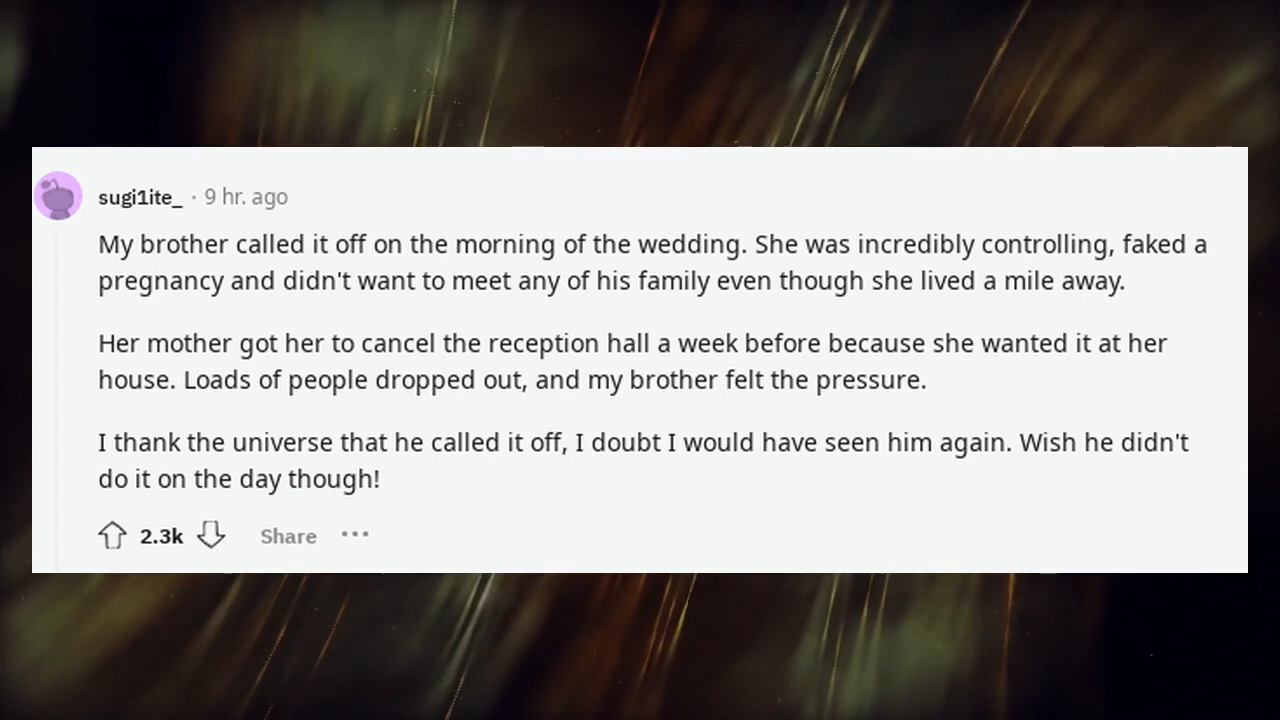 sugi1ite_ · 9 hr. ago
My brother called it off on the morning of the wedding. She was incredibly controlling, faked a
pregnancy and didn't want to meet any of his family even though she lived a mile away.
Her mother got her to cancel the reception hall a week before because she wanted it at her
house. Loads of people dropped out, and my brother felt the pressure.
I thank the universe that he called it off, I doubt I would have seen him again. Wish he didn't
do it on the day though!
2.3k Share ···